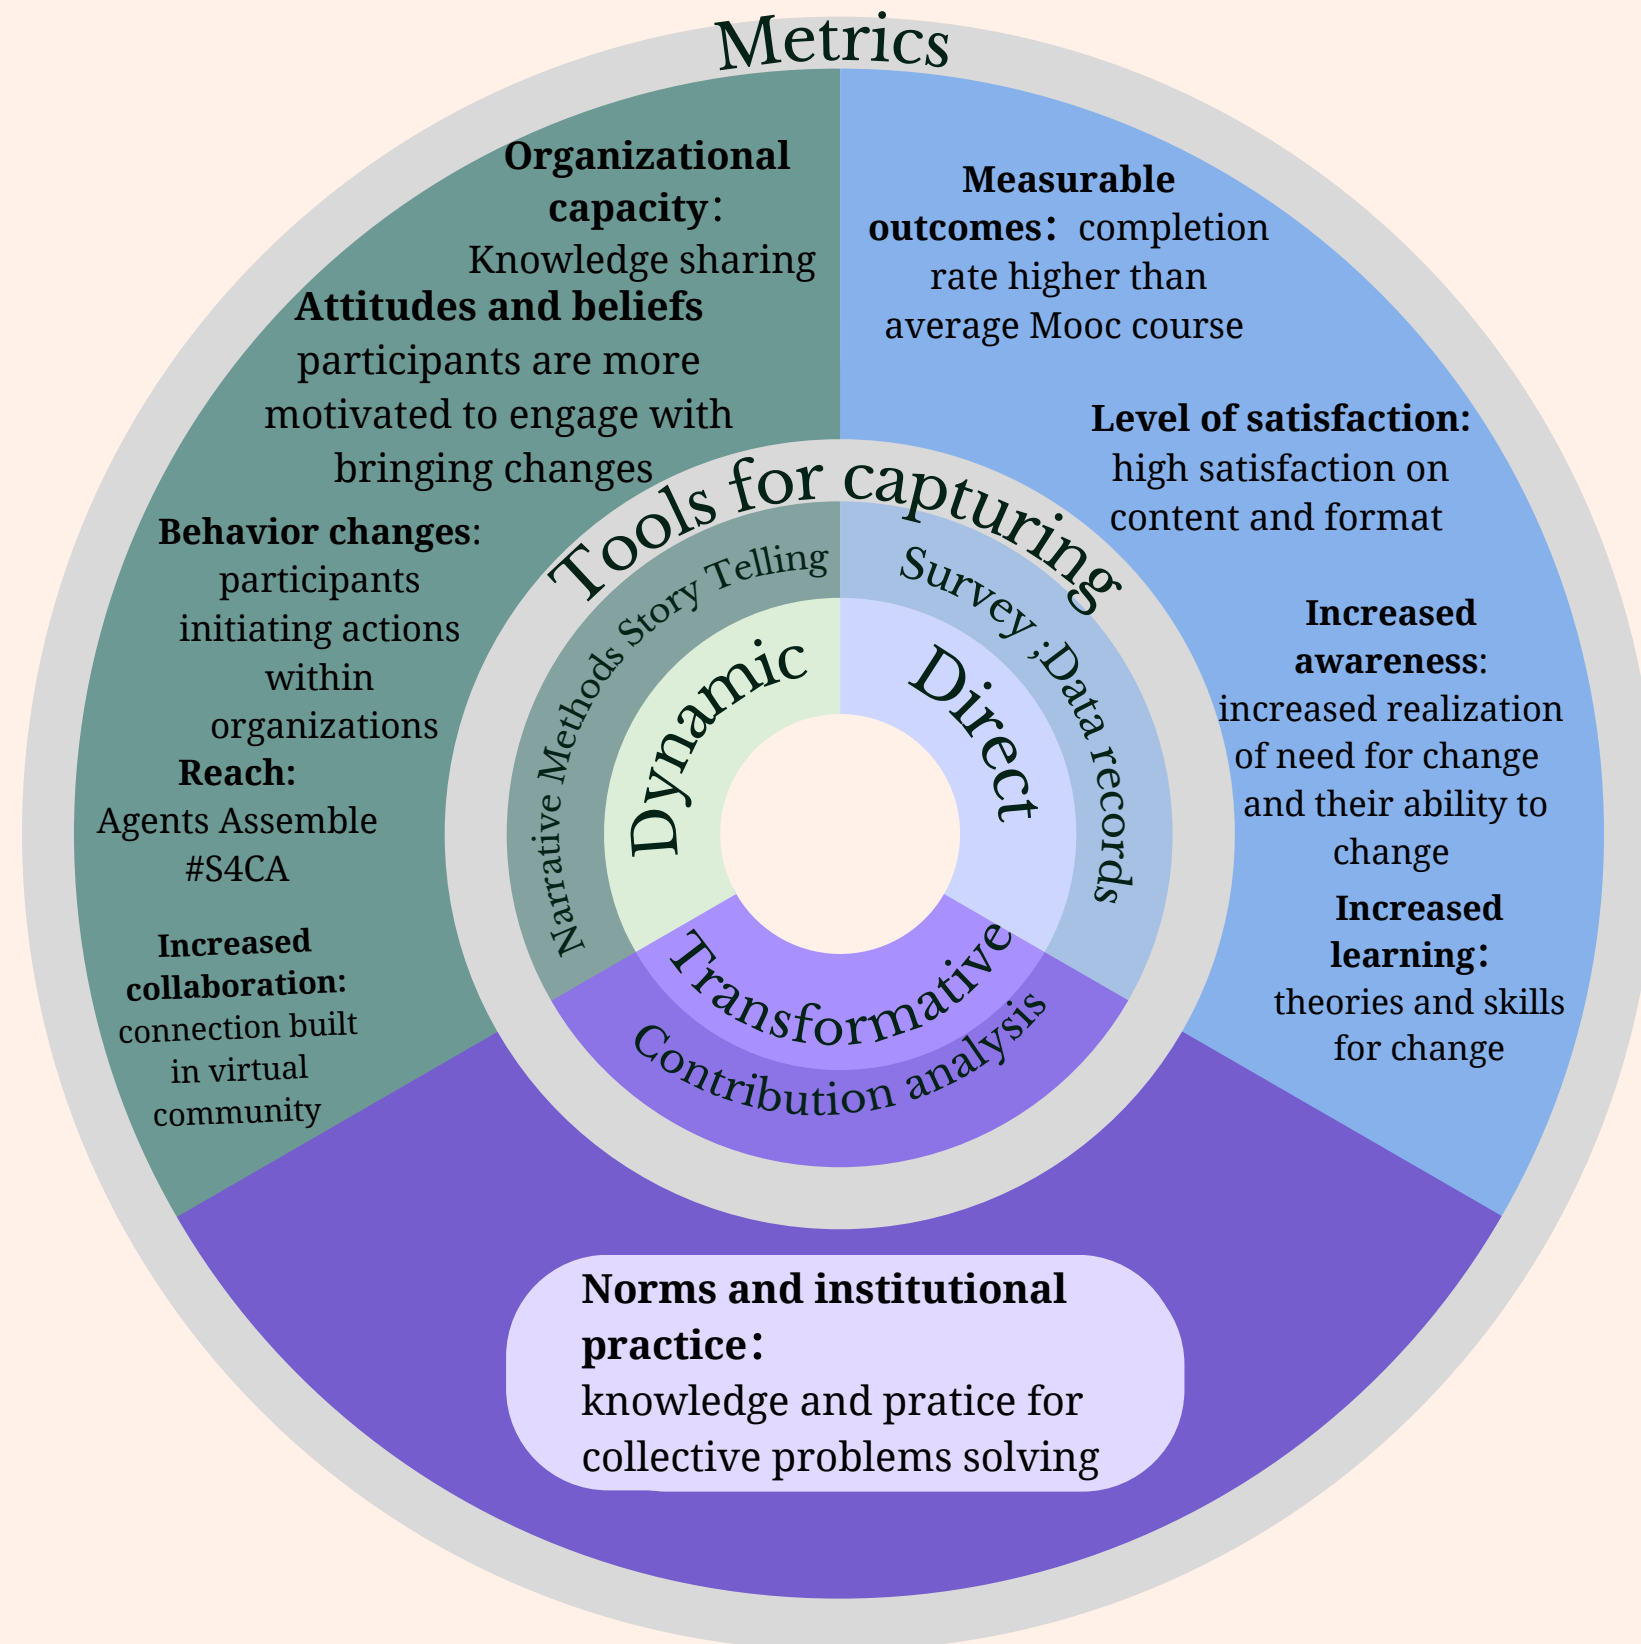 Metrics
Organizational
capacity:
Knowledge sharing
Attitudes and beliefs
participants are more
motivated to engage with
bringing changes
Behavior changes:
participants
initiating actions
within
organizations
Reach:
Agents Assemble
#S4CA
Increased
collaboration:
connection built
in virtual
community
Measurable
outcomes: completion
rate higher than
average Mooc course
Level of satisfaction:
high satisfaction on
content and format
Increased
awareness:
increased realization
of need for change
and their ability to
change
Increased
learning:
theories and skills
for change
Tools for capturing
Narrative Methods Story Telling
Survey ;Data records
Dynamic
Direct
Transformative
Contribution analysis
Norms and institutional
practice:
knowledge and pratice for
collective problems solving